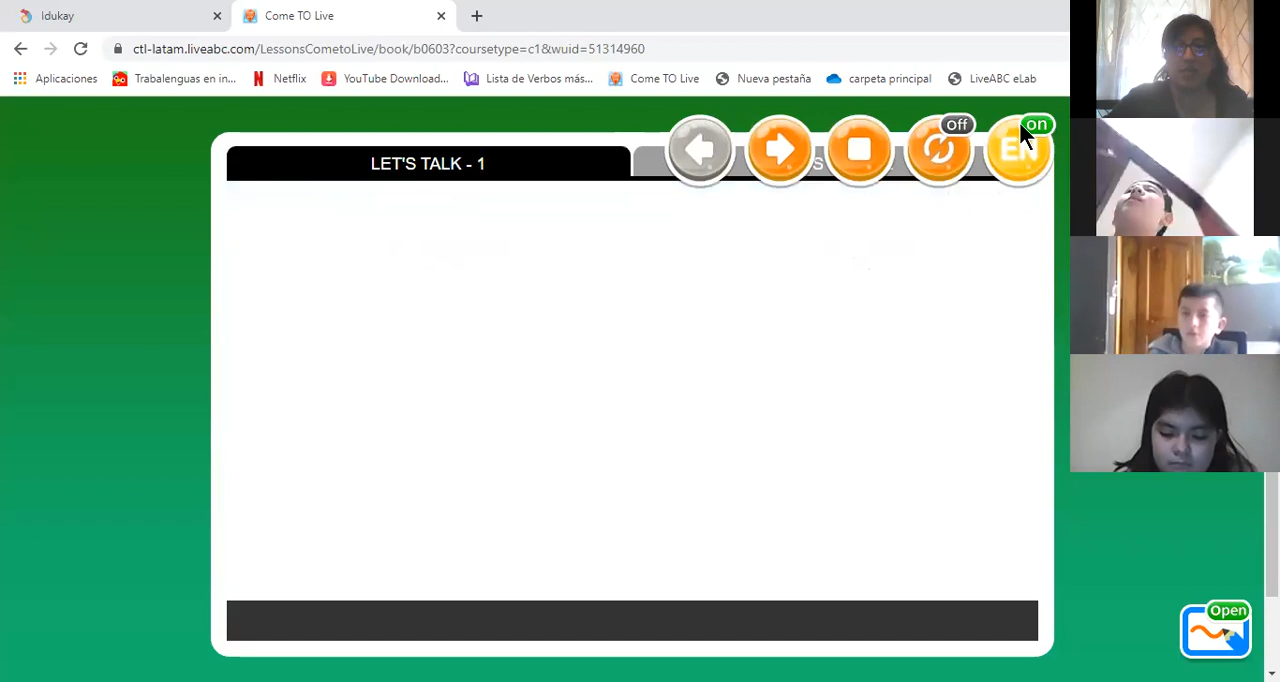 Idukay
Come TO Live
ctl-latam.liveabc.com/LessonsCometoLive/book/b0603?coursetype=c1&wuid=51314960
Aplicaciones
Trabalenguas en in...
Netflix
YouTube Download...
Lista de Verbos más...
Come TO Live
Nueva pestaña
carpeta principal
LiveABC eLab
off
on
EN
LET'S TALK - 1
Open